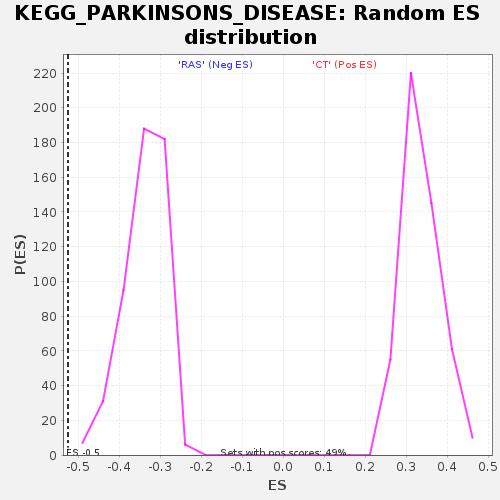 KEGG_PARKINSONS_DISEASE: Random ES
distribution
'RAS' (Neg ES) 'CT' (Pos ES)
220
200
180
160
140
120
100
80
60
40
20
0
P(ES)
ES -0.5 Sets with pos scores: 49%
-0.5 -0.4 -0.3 -0.2 -0.1 0.0 0.1 0.2 0.3 0.4 0.5
ES